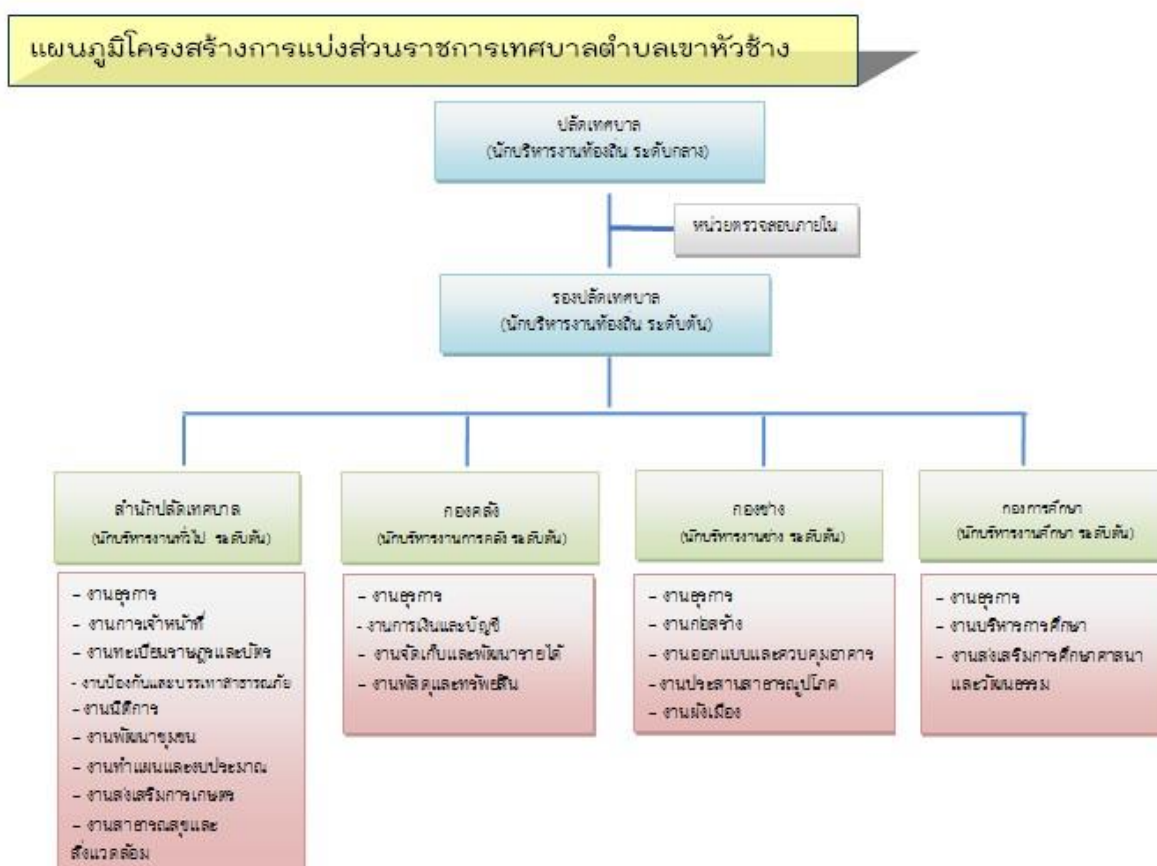 แผนภูมิโครงสร้างการแบ่งส่วนราชการเทศบาลตำบลเขาหัวช้าง
ปลัดเทศบาล
(นักบริหารงานท้องถิ่น ระดับกลาง)
หน่วยตรวจสอบภายใน
รองปลัดเทศบาล
(นักบริหารงานท้องถิ่น ระดับต้น)
สำนักปลัดเทศบาล
(นักบริหารงานทั่วไป ระดับต้น)
- งานธุรการ
- งานการเจ้าหน้าที่
- งานทะเบียนราษฎรและบัตร
- งานป้องกันและบรรเทาสาธารณภัย
- งานนิติการ
- งานพัฒนาชุมชน
- งานทำแผนและงบประมาณ
- งานส่งเสริมการเกษตร
- งานสาธารณสุขและ
สิ่งแวดล้อม
กองคลัง
(นักบริหารงานการคลัง ระดับต้น)
- งานธุรการ
- งานการเงินและบัญชี
- งานจัดเก็บและพัฒนารายได้
- งานพัสดุและทรัพย์สิน
กองช่าง
(นักบริหารงานช่าง ระดับต้น)
- งานธุรการ
- งานก่อสร้าง
- งานออกแบบและควบคุมอาคาร
- งานประสานสาธารณูปโภค
- งานผังเมือง
กองการศึกษา
(นักบริหารงานศึกษา ระดับต้น)
- งานธุรการ
- งานบริหารการศึกษา
- งานส่งเสริมการศึกษาศาสนา
และวัฒนธรรม